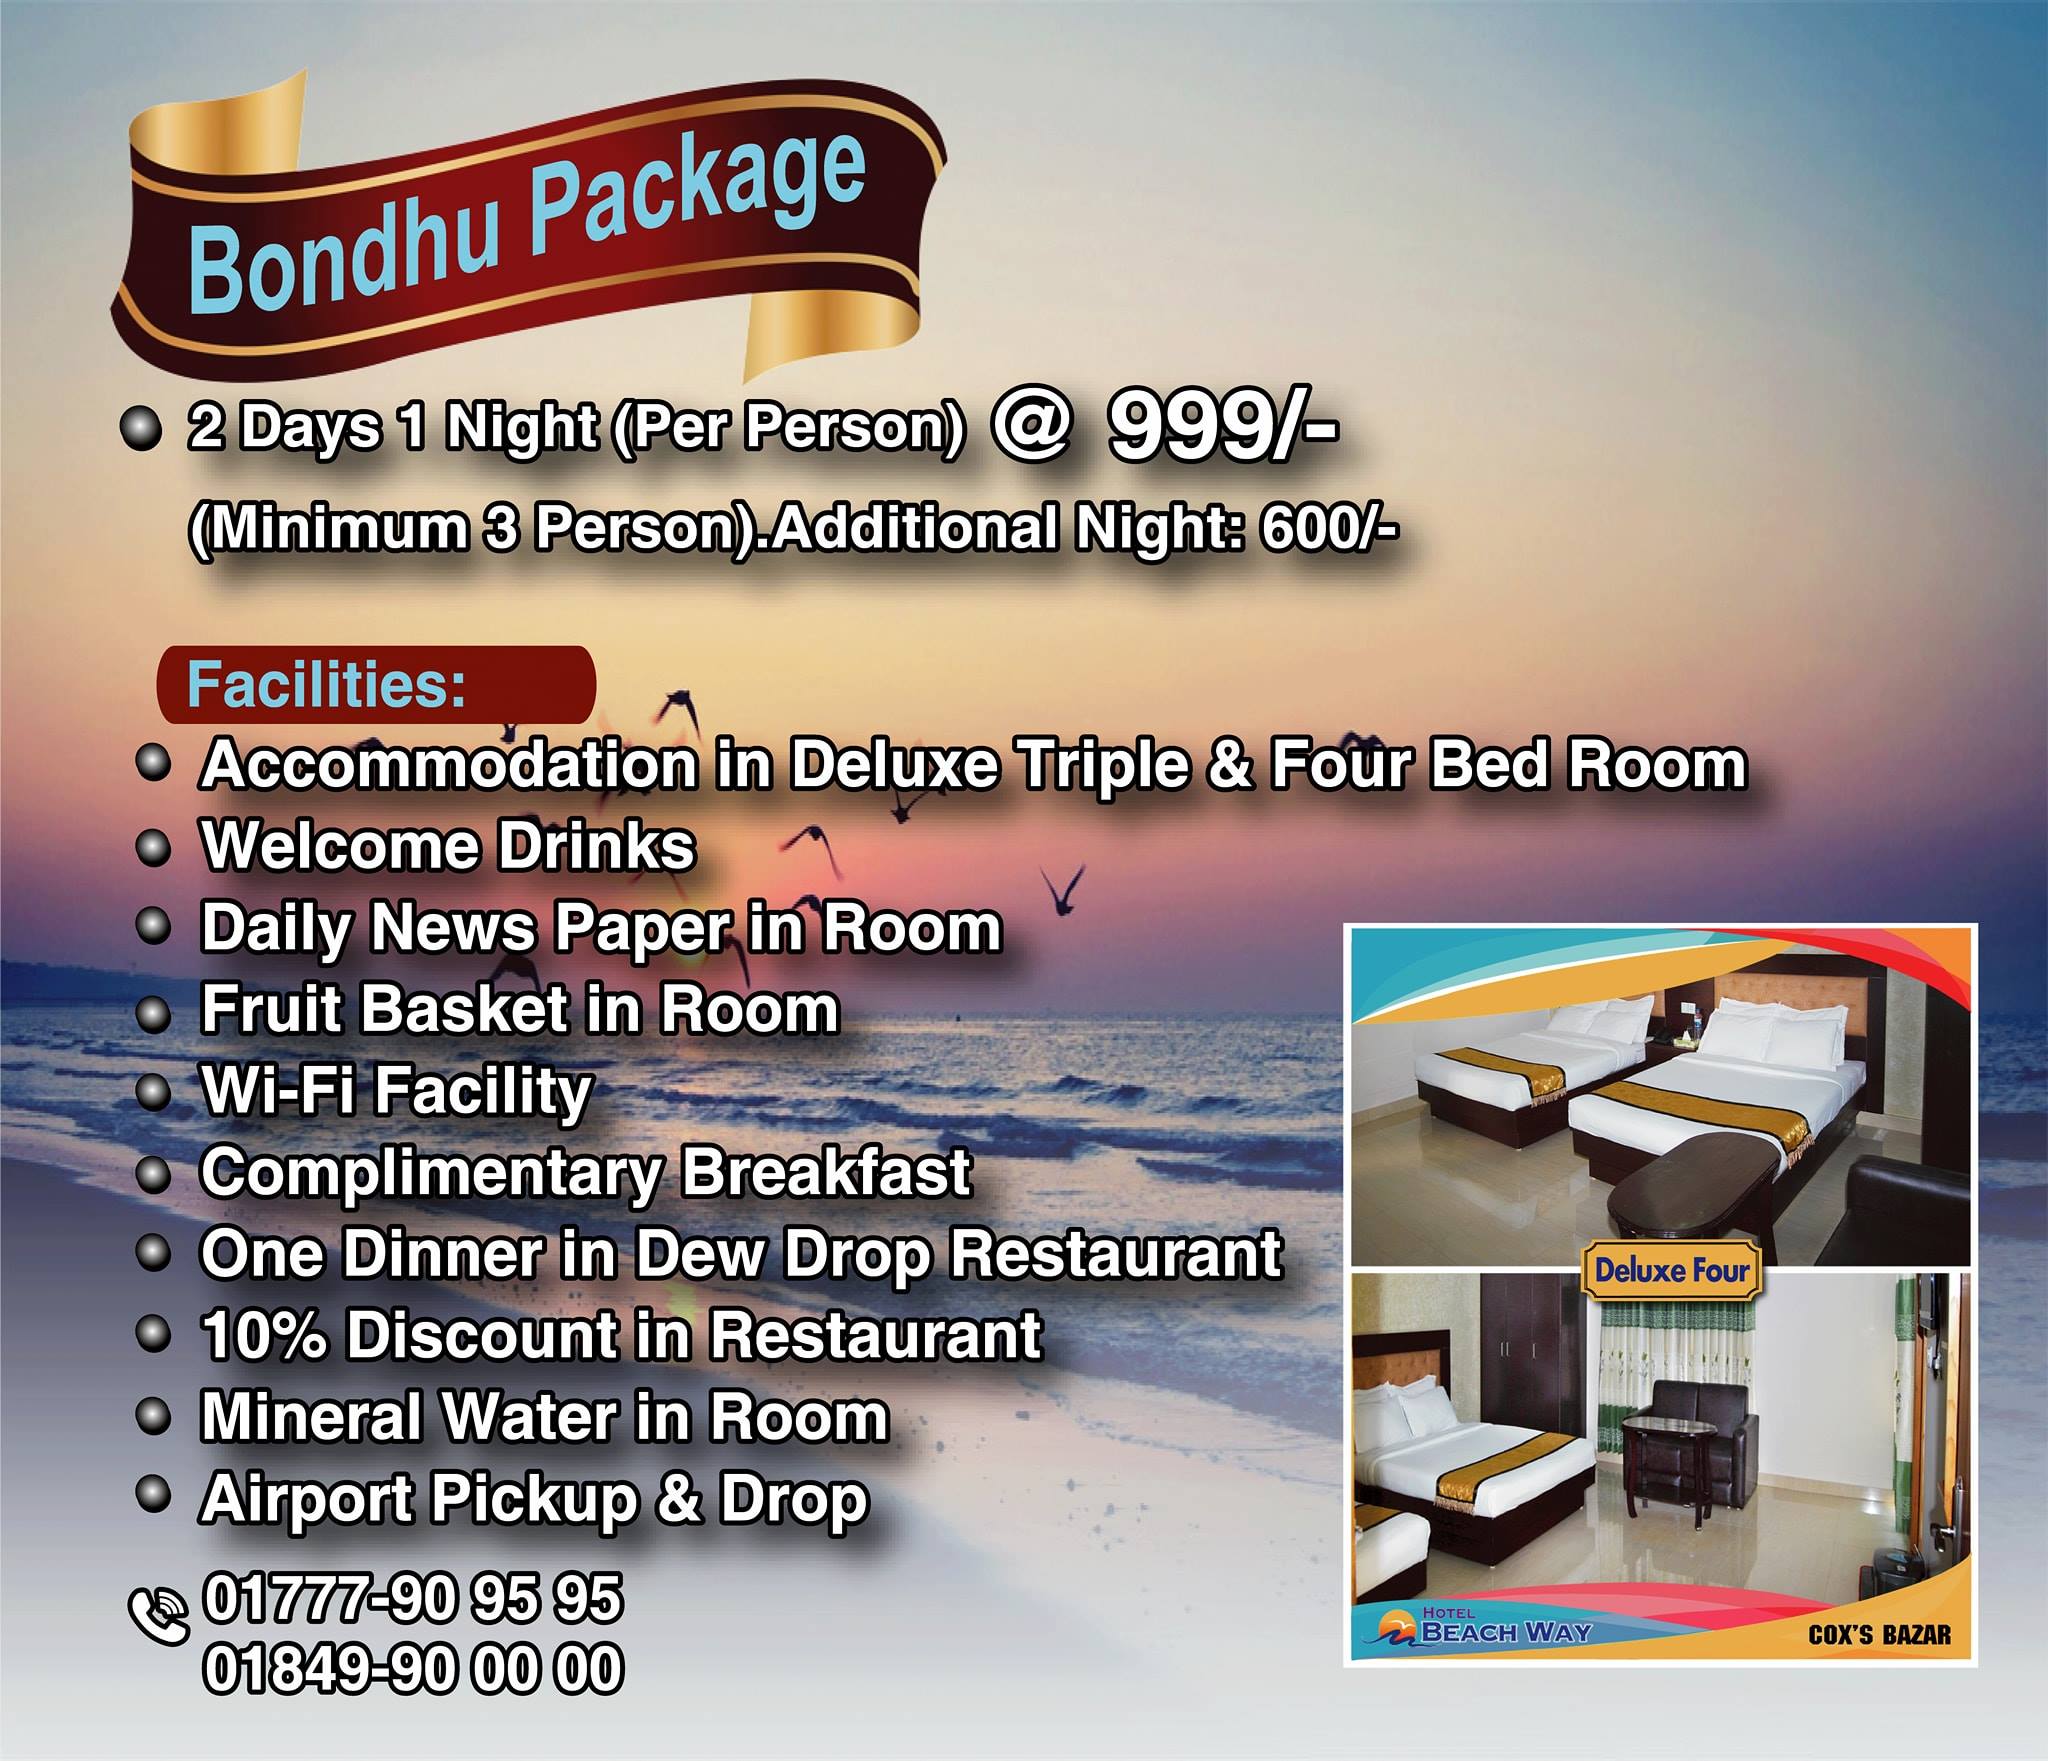 Bondhu Package
2 Days 1 Night (Per Person) @ 999/-
(Minimum 3 Person).Additional Night: 600/-
Facilities:
Accommodation in Deluxe Triple & Four Bed Room
Welcome Drinks
Daily News Paper in Room
Fruit Basket in Room
Wi-Fi Facility
Complimentary Breakfast
One Dinner in Dew Drop Restaurant
10% Discount in Restaurant
Mineral Water in Room
Airport Pickup & Drop
01777-90 95 95
01849-90 00 00
Deluxe Four
HOTEL
BEACH WAY
COX'S BAZAR